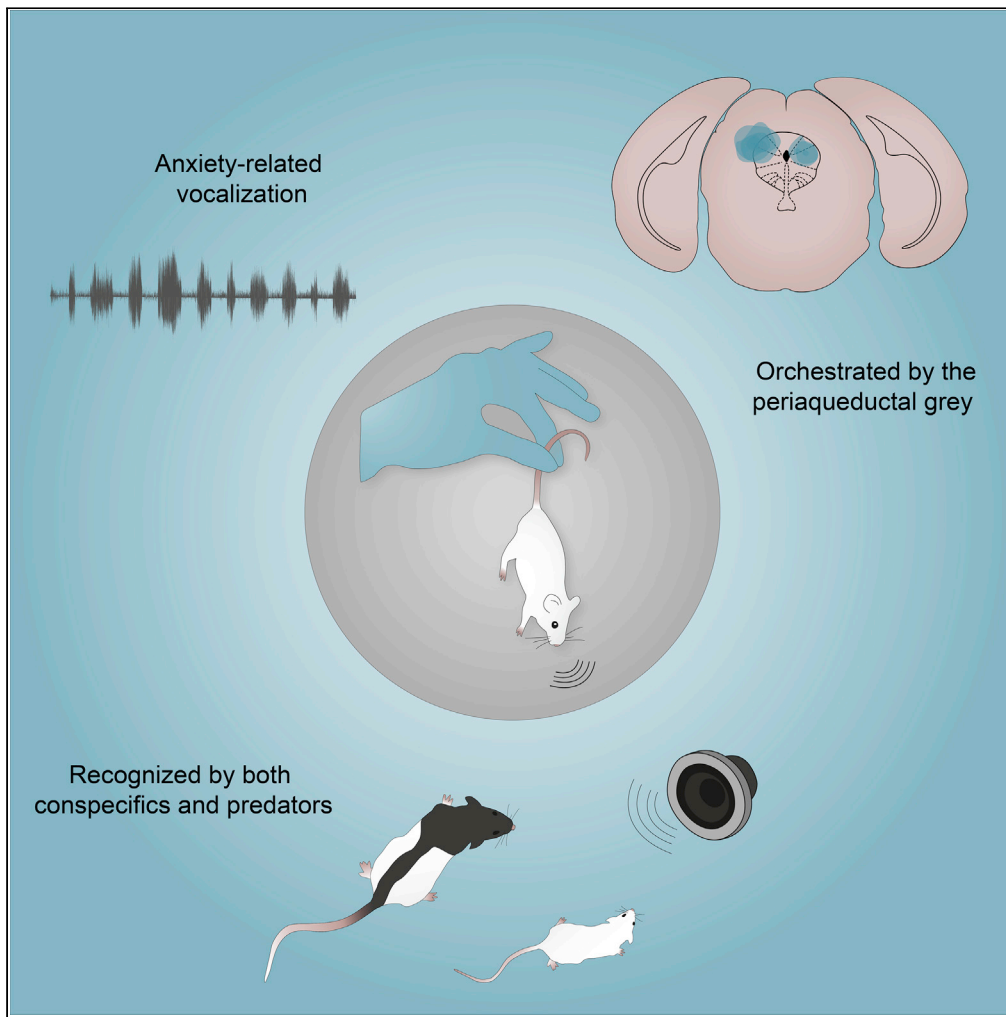 Anxiety-related
vocalization
Orchestrated by the
periaqueductal grey
Recognized by both
conspecifics and predators